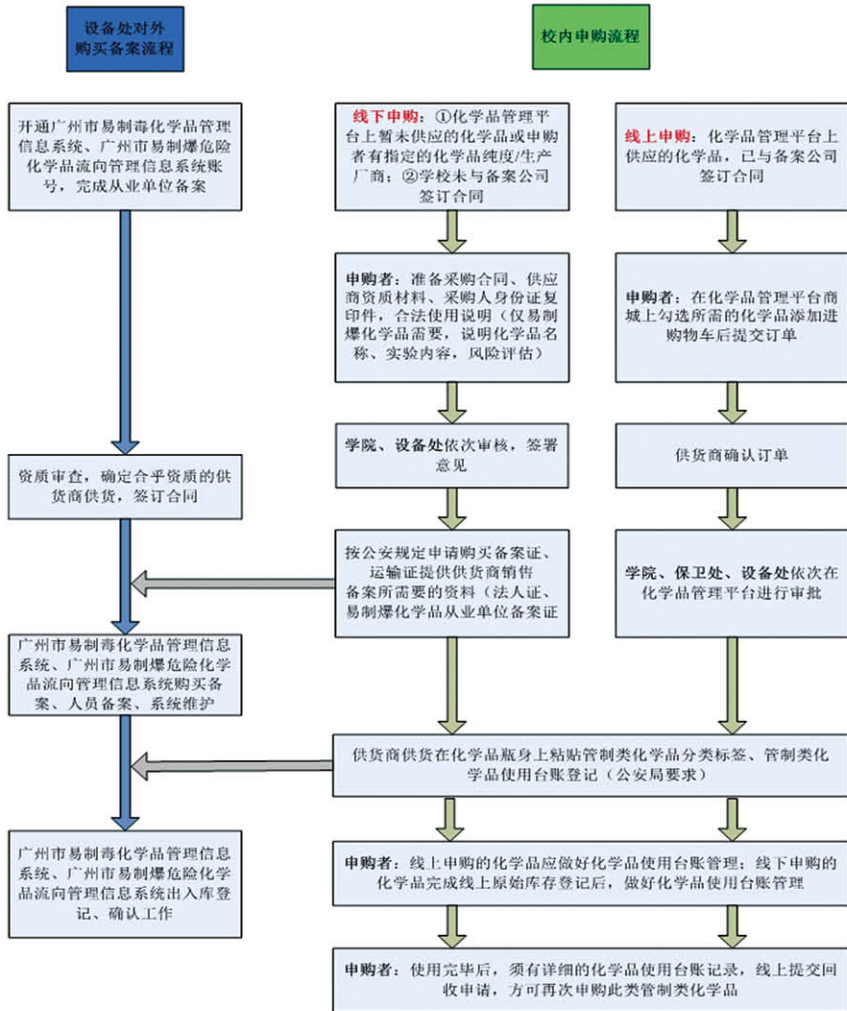 设备处对外
购买备案流程
校内申购流程
开通广州市易制毒化学品管理
信息系统、广州市易制爆危险
化学品流向管理信息系统账
号，完成从业单位备案
资质审查，确定合乎资质的供
货商供货，签订合同
广州市易制毒化学品管理信息
系统、广州市易制爆危险化学
品流向管理信息系统购买备
案、人员备案、系统维护
广州市易制毒化学品管理信息
系统、广州市易制爆危险化学
品流向管理信息系统出入库登
记、确认工作
线下申购：①化学品管理平
台上暂未供应的化学品或申购
者有指定的化学品纯度/生产
厂商；②学校未与备案公司
签订合同
申购者：准备采购合同、供应
商资质材料、采购人身份证复
印件，合法使用说明（仅易制
爆化学品需要，说明化学品名
称、实验内容，风险评估）
学院、设备处依次审核，签署
意见
按公安规定申请购买备案证、
运输证提供供货商销售
备案所需要的资料（法人证、
易制爆化学品从业单位备案证
线上申购：化学品管理平台上
供应的化学品，已与备案公司
签订合同
申购者：在化学品管理平台商
城上勾选所需的化学品添加进
购物车后提交订单
供货商确认订单
学院、保卫处、设备处依次在
化学品管理平台进行审批
供货商供货在化学品瓶身上粘贴管制类化学品分类标签、管制类化
学品使用台账登记（公安局要求）
申购者：线上申购的化学品应做好化学品使用台账管理；线下申购的
化学品完成线上原始库存登记后，做好化学品使用台账管理
申购者：使用完毕后，须有详细的化学品使用台账记录，线上提交回
收申请，方可再次申购此类管制类化学品